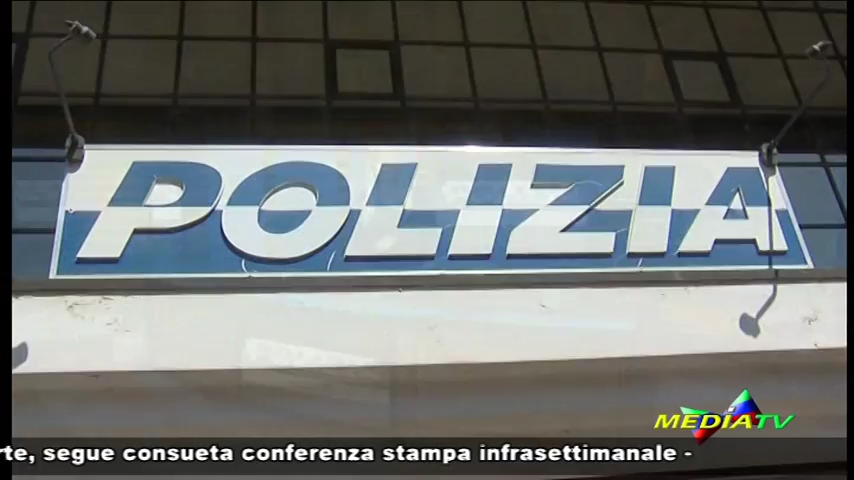 POLIZIA
MEDIATV
rte, segue consueta conferenza stampa infrasettimanale -